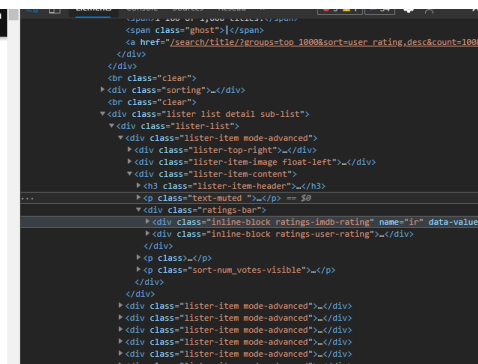 <span>1-100 of 1,000 titles.</span>
<span class="ghost">|</span>
<a href="/search/title/?groups=top_1000&sort=user_rating,desc&count=100
</div>
</div>
<br class="clear">
▶<div class="sorting">…</div>
<br class="clear">
▼<div class="lister list detail sub-list">
▼<div class="lister-list">
▼<div class="lister-item mode-advanced">
▶<div class="lister-top-right">…</div>
▶<div class="lister-item-image float-left">…</div>
▼<div class="lister-item-content">
▶<h3 class="lister-item-header">…</h3>
... ▶<p class="text-muted ">…</p> == $0
▼<div class="ratings-bar">
▶<div class="inline-block ratings-imdb-rating" name="ir" data-value
▶<div class="inline-block ratings-user-rating">…</div>
</div>
▶<p class>…</p>
▶<p class="sort-num_votes-visible">…</p>
</div>
</div>
▶<div class="lister-item mode-advanced">…</div>
▶<div class="lister-item mode-advanced">…</div>
▶<div class="lister-item mode-advanced">…</div>
▶<div class="lister-item mode-advanced">…</div>
▶<div class="lister-item mode-advanced">…</div>